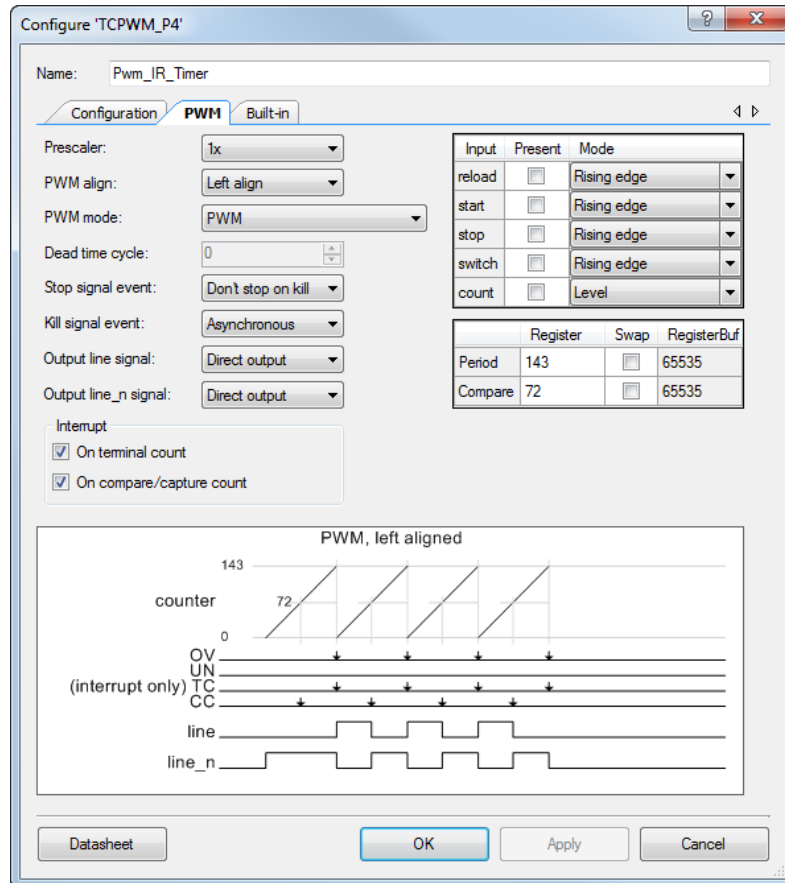 Configure 'TCPWM_P4'
Name: Pwm_IR_Timer
Configuration PWM Built-in
Prescaler: 1x
PWM align: Left align
PWM mode: PWM
Dead time cycle: 0
Stop signal event: Don't stop on kill
Kill signal event: Asynchronous
Output line signal: Direct output
Output line_n signal: Direct output
Interrupt
On terminal count
On compare/capture count
Input Present Mode
reload Rising edge
start Rising edge
stop Rising edge
switch Rising edge
count Level
Register Swap RegisterBuf
Period 143 65535
Compare 72 65535
PWM, left aligned
143
counter 72
0
OV
UN
(interrupt only) TC
CC
line
line_n
Datasheet OK Apply Cancel